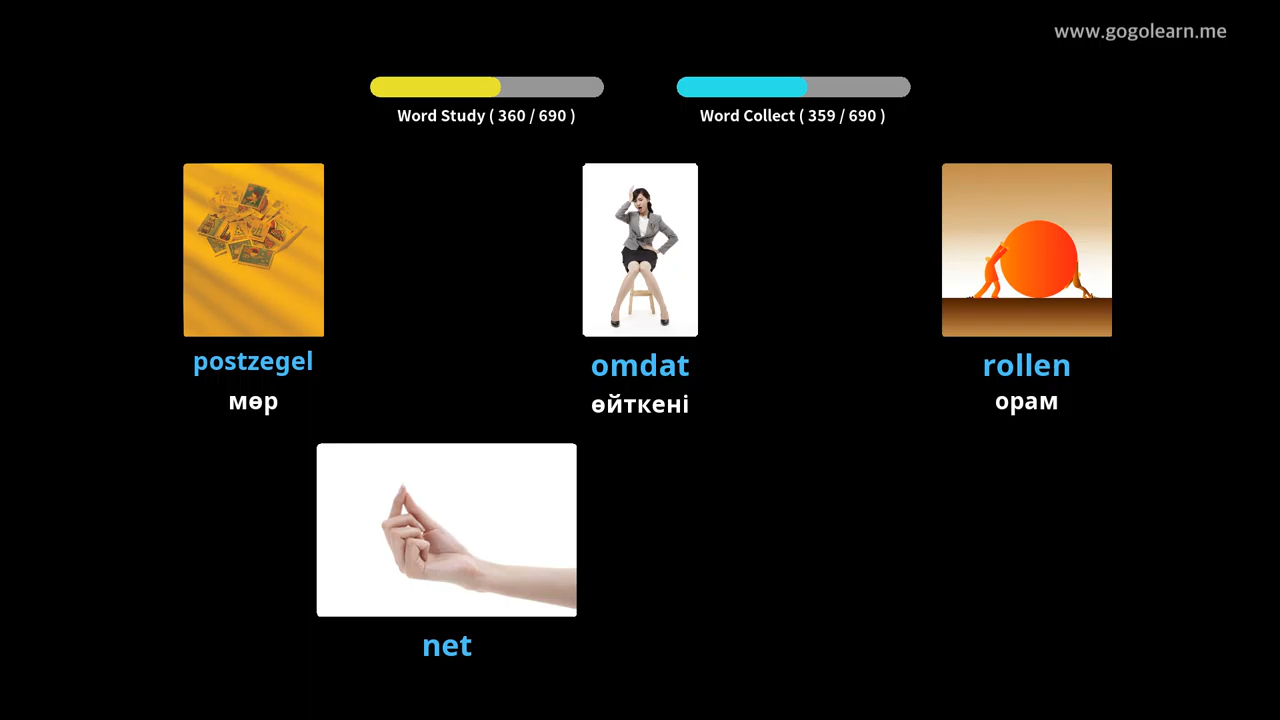 www.gogolearn.me
Word Study ( 360 / 690 )
Word Collect ( 359 / 690 )
postzegel
omdat
rollen
мөр
өйткені
орам
net